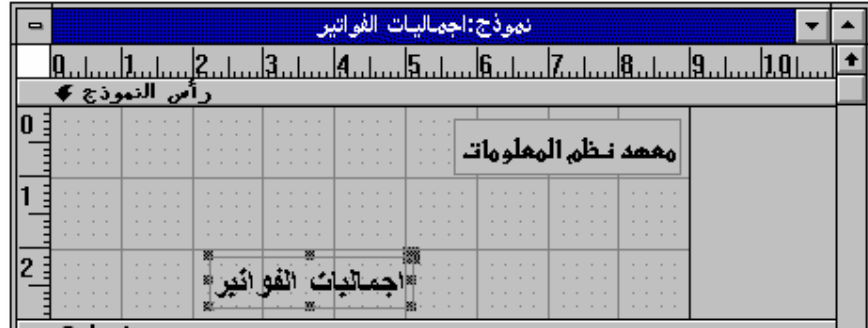 نموذج:اجماليات الفواتير
0 1 2 3 4 5 6 7 8 9 10
رأس النموذج
0
معهد نظم المعلومات
1
2
اجماليات الفواتير